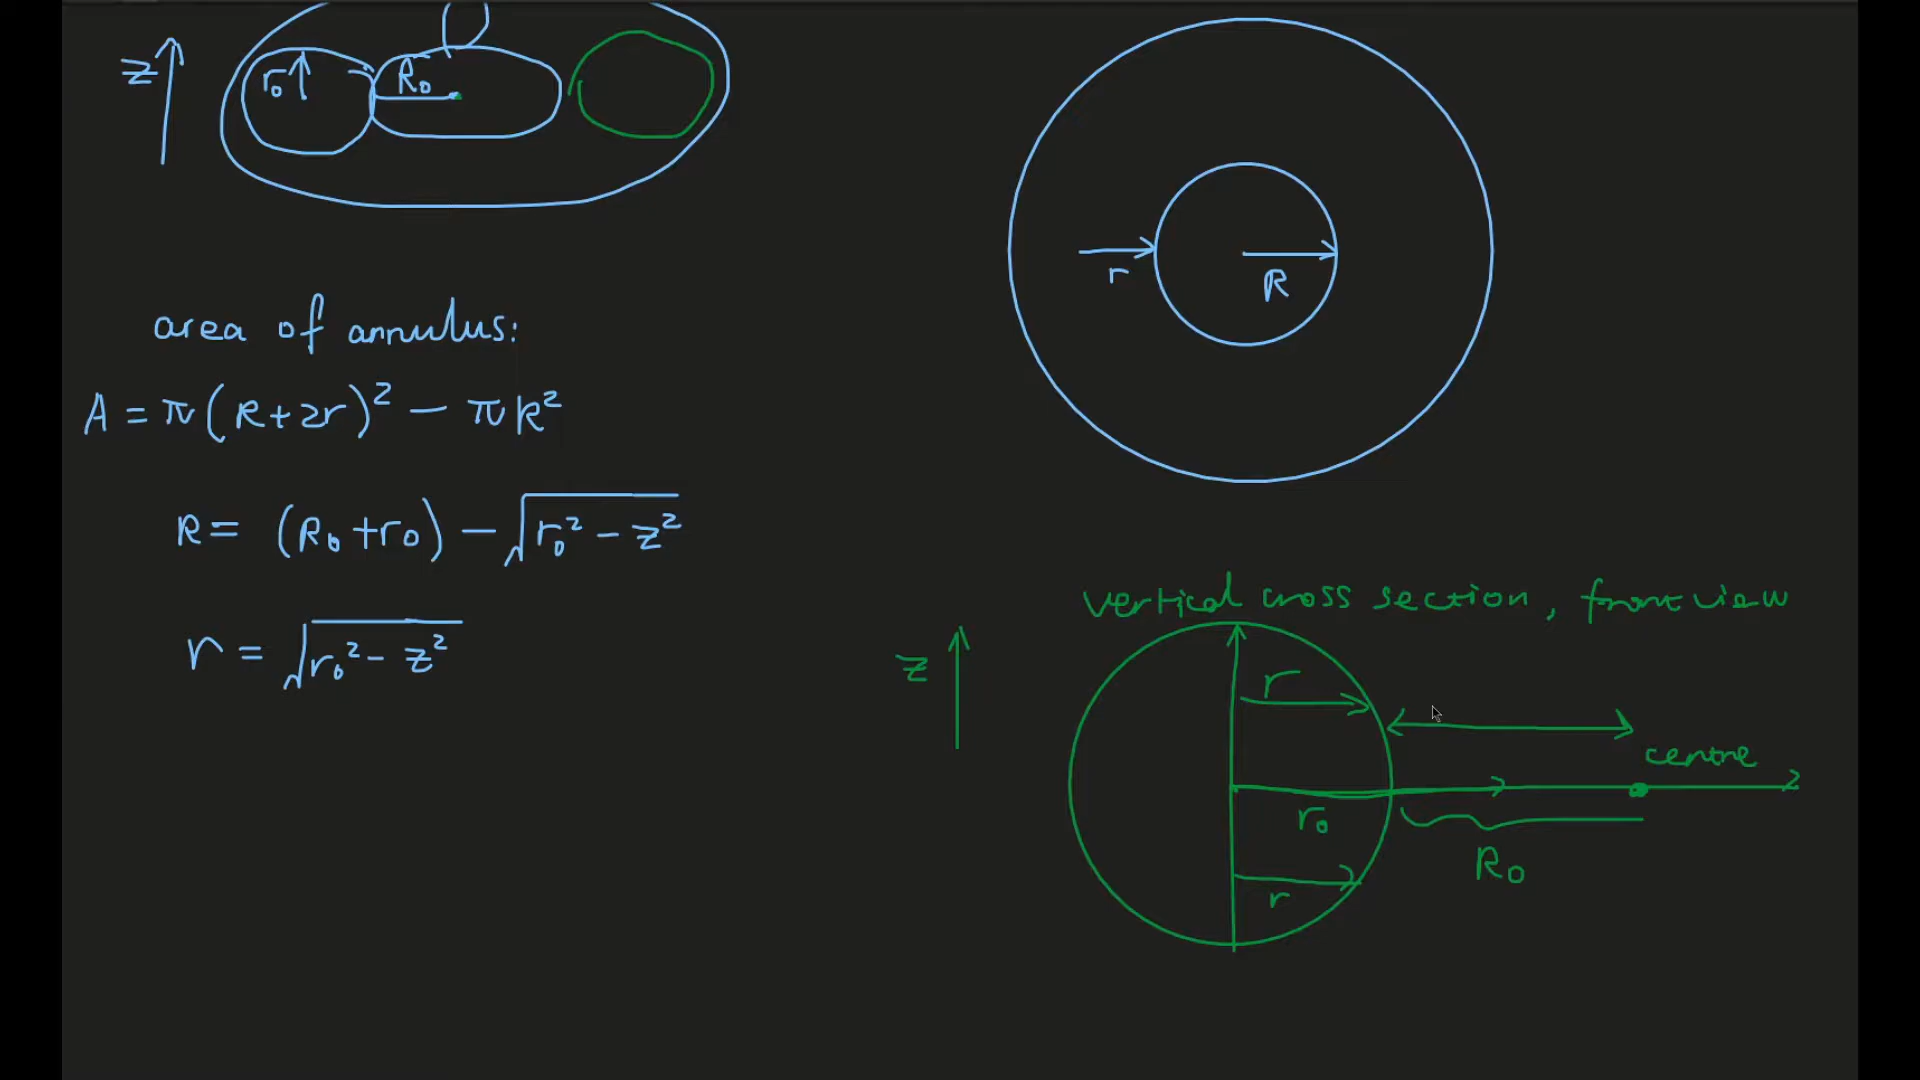 z
r₀
R₀
r
R
area of annulus:
A = π(R+2r)² − πR²
R = (R₀+r₀) − √(r₀² − z²)
r = √(r₀² − z²)
vertical cross section, front view
z
r
centre
r₀
R₀
r